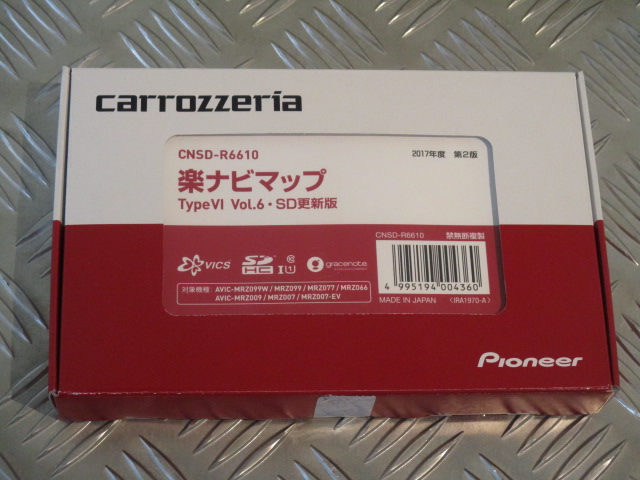 carrozzeria
CNSD-R6610
2017年度 第2版
楽ナビマップ
TypeVI Vol.6・SD更新版
CNSD-R6610 禁無断複製
VICS
SD HC I U1
gracenote
対象機種: AVIC-MRZ099W / MRZ099 / MRZ077 / MRZ066
AVIC-MRZ009 / MRZ007 / MRZ007-EV
4 995194 004360
MADE IN JAPAN <IRA1970-A>
Pioneer